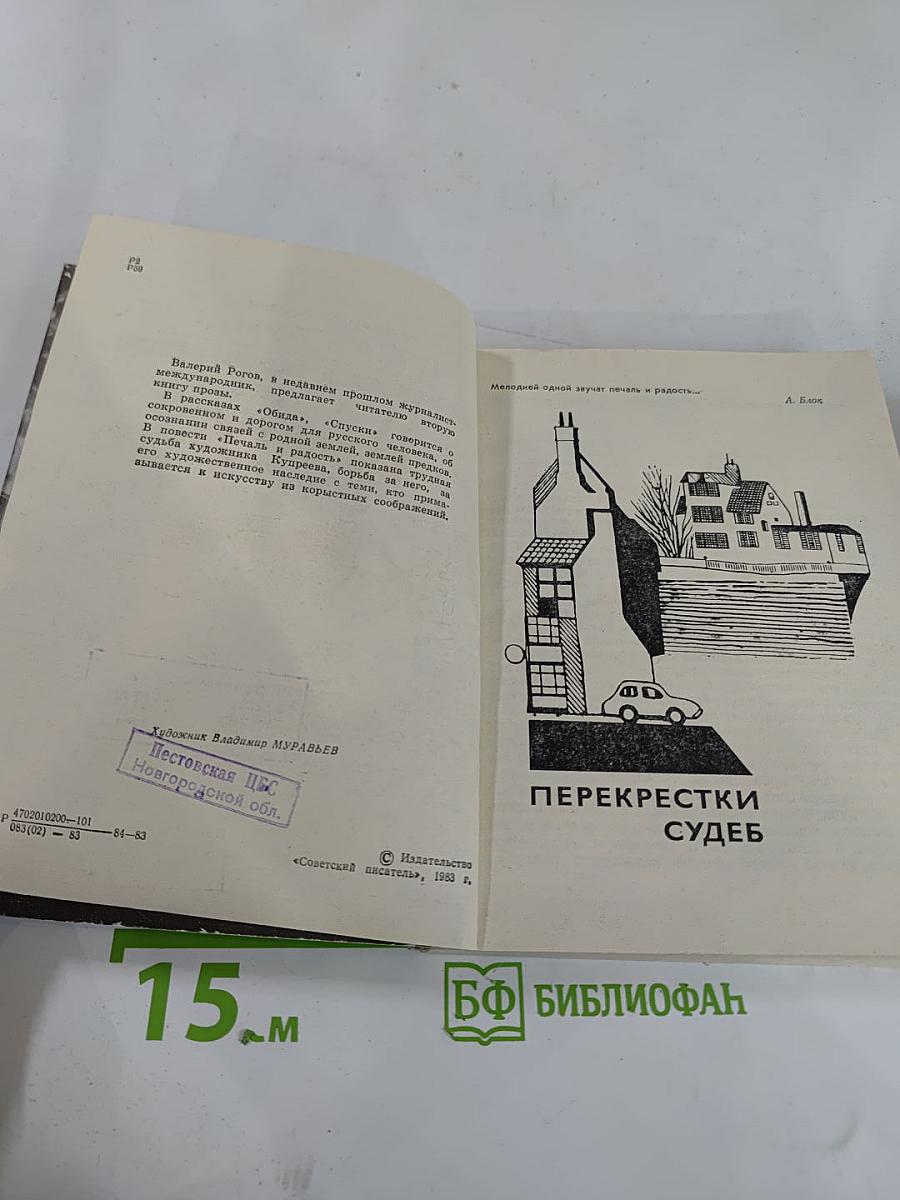 Р2
Р59
Валерий Рогов, в недавнем прошлом журналист-
международник, предлагает читателю вторую
книгу прозы.
В рассказах «Обида», «Спуски» говорится о
сокровенном и дорогом для русского человека, об
осознании связей с родной землей, землей предков.
В повести «Печаль и радость» показана трудная
судьба художника Купреева, борьба за него, за
его художественное наследие с теми, кто прима-
зывается к искусству из корыстных соображений.
Художник Владимир МУРАВЬЕВ
Пестовская ЦБС
Новгородской обл.
Р 4702010200—101
083(02) — 83
84—83
© Издательство
«Советский писатель», 1983 г.
Мелодией одной звучат печаль и радость...
А. Блок
ПЕРЕКРЕСТКИ
СУДЕБ
15 см
БФ БИБЛИОФАН